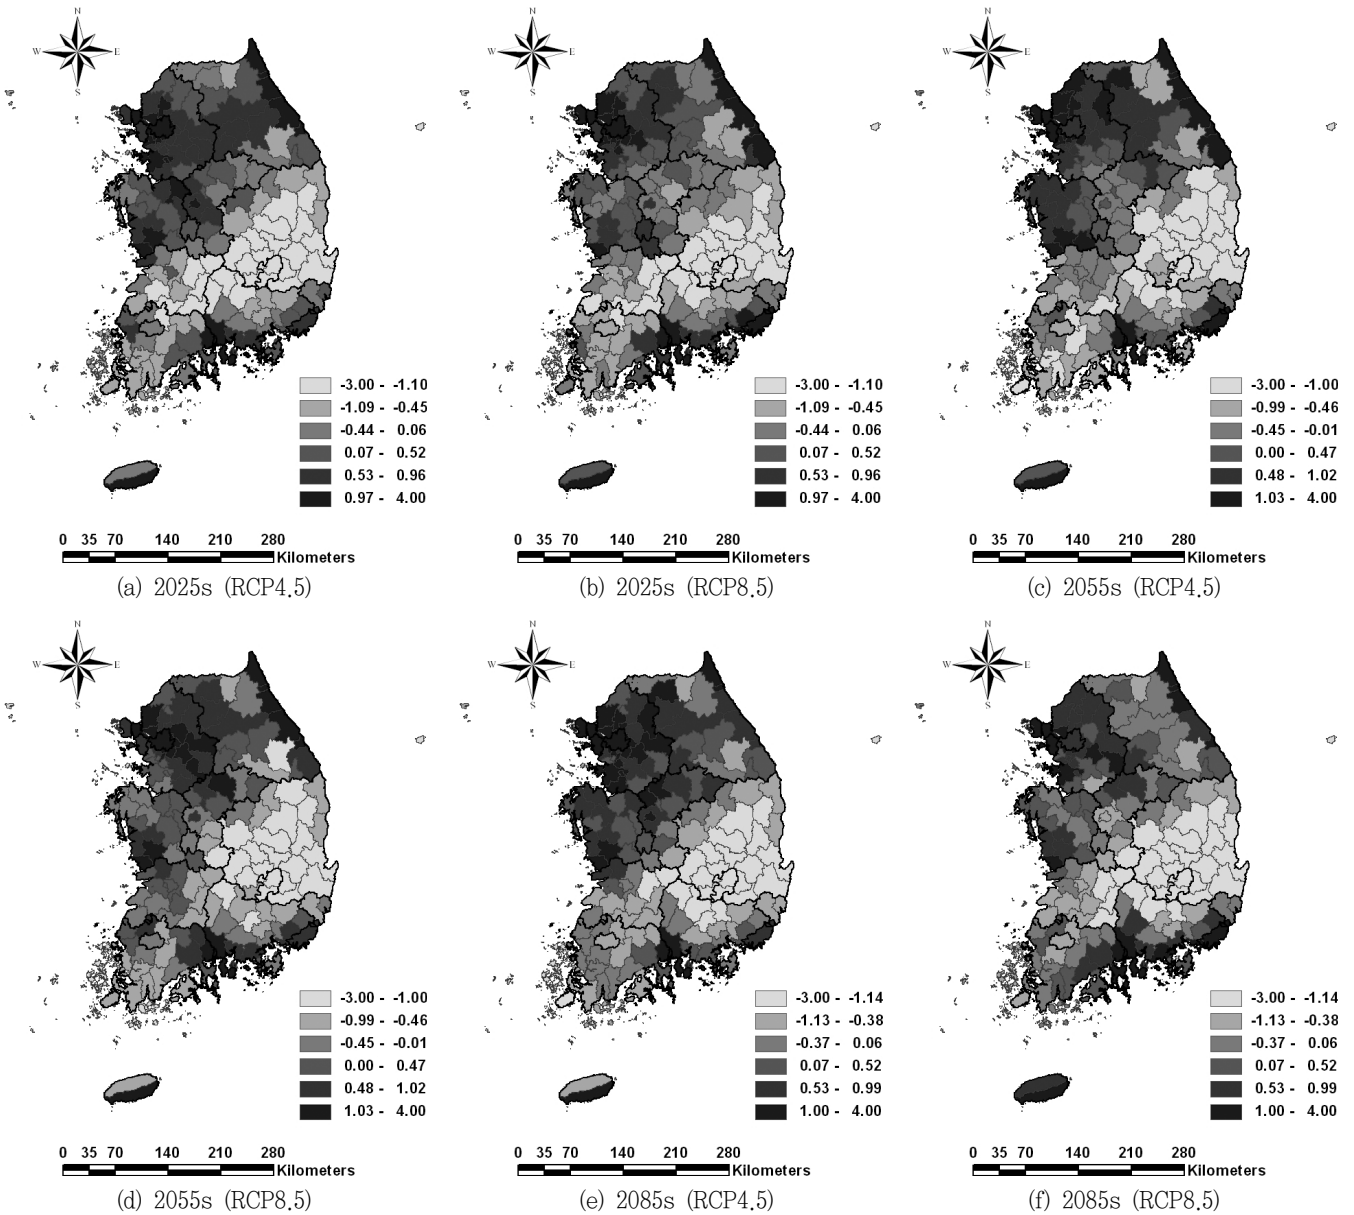 N
W E
S
-3.00 - -1.10
-1.09 - -0.45
-0.44 - 0.06
0.07 - 0.52
0.53 - 0.96
0.97 - 4.00
0 35 70 140 210 280
Kilometers
(a) 2025s (RCP4.5)
N
W E
S
-3.00 - -1.10
-1.09 - -0.45
-0.44 - 0.06
0.07 - 0.52
0.53 - 0.96
0.97 - 4.00
0 35 70 140 210 280
Kilometers
(b) 2025s (RCP8.5)
N
W E
S
-3.00 - -1.00
-0.99 - -0.46
-0.45 - -0.01
0.00 - 0.47
0.48 - 1.02
1.03 - 4.00
0 35 70 140 210 280
Kilometers
(c) 2055s (RCP4.5)
N
W E
S
-3.00 - -1.00
-0.99 - -0.46
-0.45 - -0.01
0.00 - 0.47
0.48 - 1.02
1.03 - 4.00
0 35 70 140 210 280
Kilometers
(d) 2055s (RCP8.5)
N
W E
S
-3.00 - -1.14
-1.13 - -0.38
-0.37 - 0.06
0.07 - 0.52
0.53 - 0.99
1.00 - 4.00
0 35 70 140 210 280
Kilometers
(e) 2085s (RCP4.5)
N
W E
S
-3.00 - -1.14
-1.13 - -0.38
-0.37 - 0.06
0.07 - 0.52
0.53 - 0.99
1.00 - 4.00
0 35 70 140 210 280
Kilometers
(f) 2085s (RCP8.5)